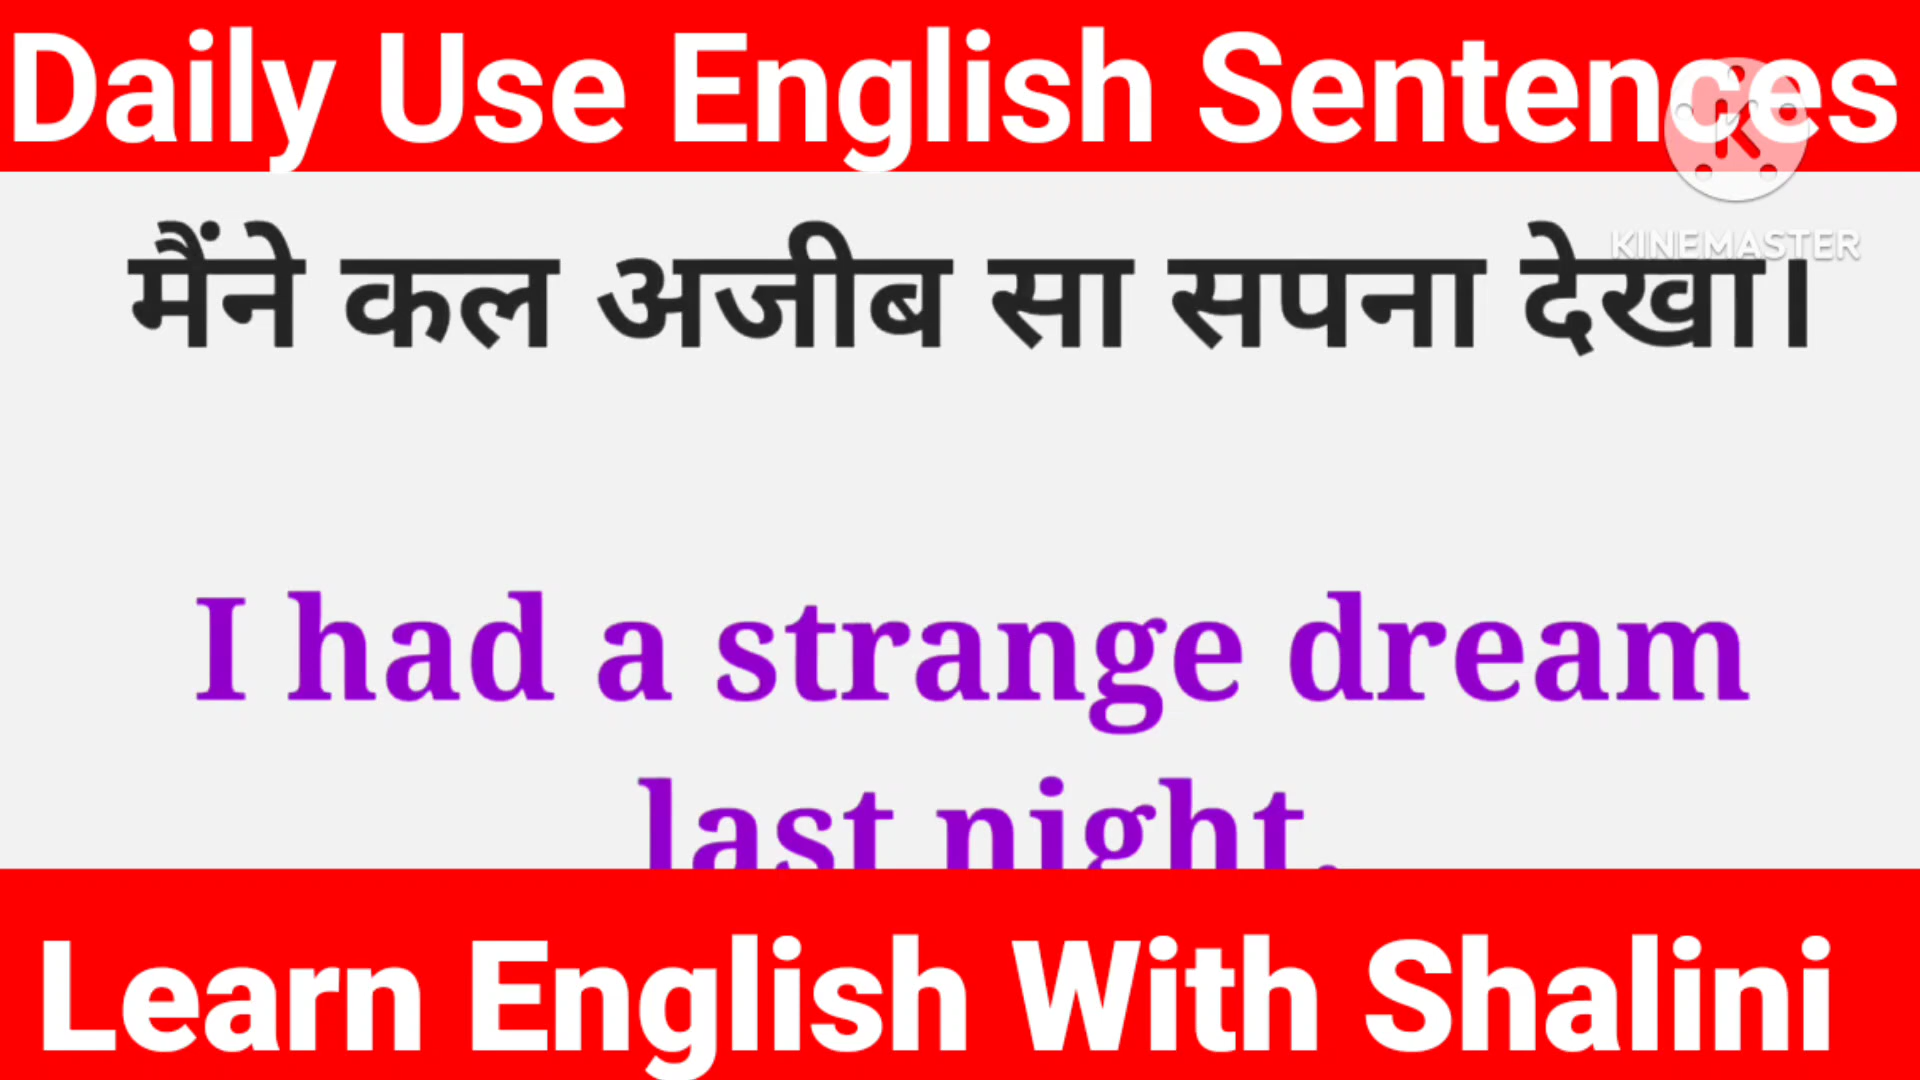 Daily Use English Sentences
KINEMASTER
मैंने कल अजीब सा सपना देखा।
I had a strange dream
last night.
Learn English With Shalini